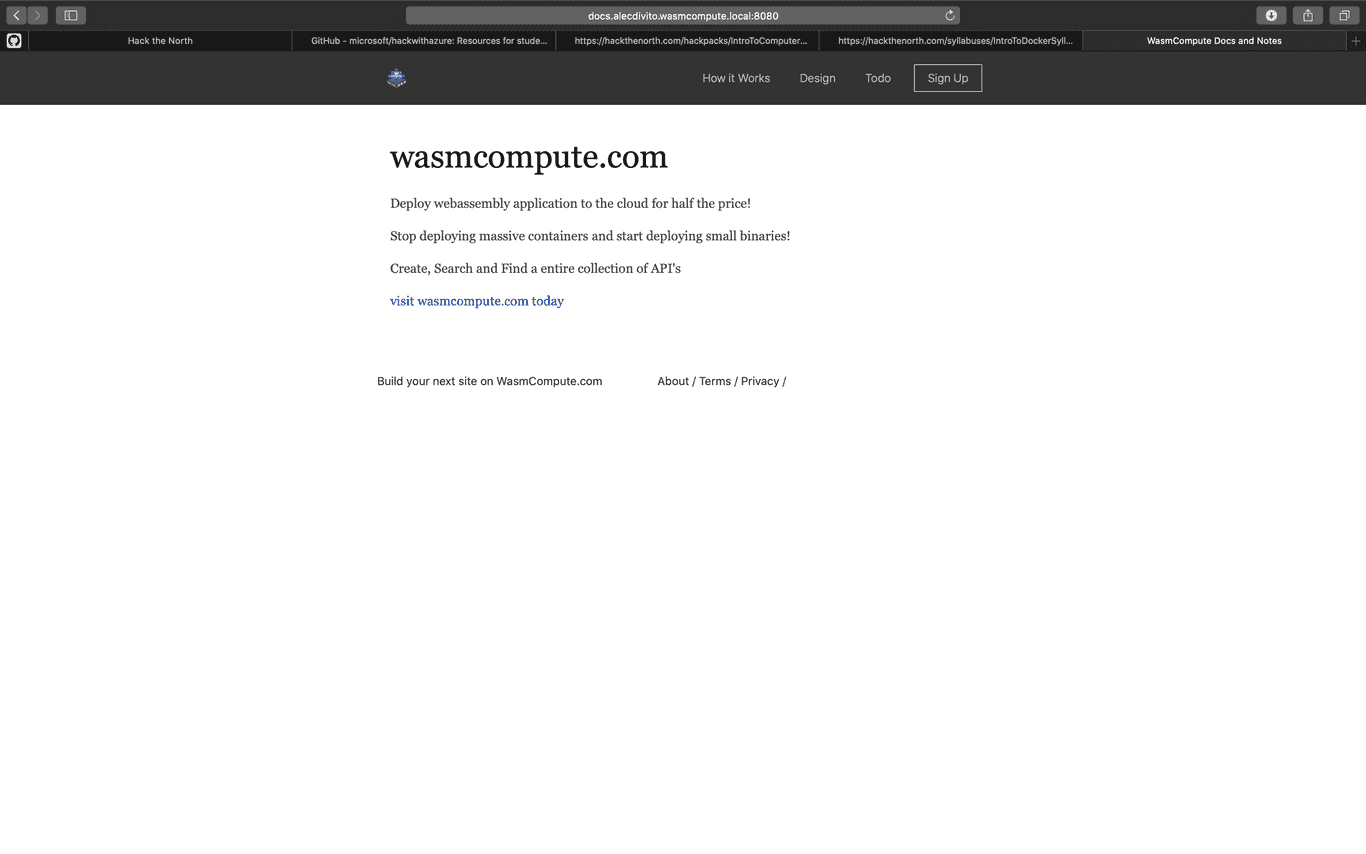 docs.alecdivito.wasmcompute.local:8080
Hack the North
GitHub - microsoft/hackwithazure: Resources for stude...
https://hackthenorth.com/hackpacks/IntroToComputer...
https://hackthenorth.com/syllabuses/IntroToDockerSyll...
WasmCompute Docs and Notes
How it Works
Design
Todo
Sign Up
wasmcompute.com
Deploy webassembly application to the cloud for half the price!
Stop deploying massive containers and start deploying small binaries!
Create, Search and Find a entire collection of API's
visit wasmcompute.com today
Build your next site on WasmCompute.com
About / Terms / Privacy /